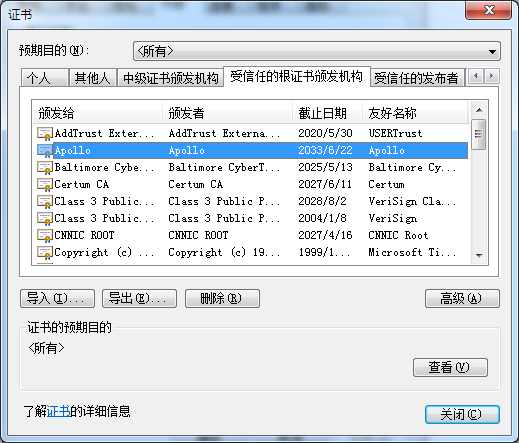 证书
预期目的(N): <所有>
个人 其他人 中级证书颁发机构 受信任的根证书颁发机构 受信任的发布者
颁发给 颁发者 截止日期 友好名称
AddTrust Exter... AddTrust Externa... 2020/5/30 USERTrust
Apollo Apollo 2033/6/22 Apollo
Baltimore Cybe... Baltimore CyberT... 2025/5/13 Baltimore Cyber...
Certum CA Certum CA 2027/6/11 Certum
Class 3 Public... Class 3 Public P... 2028/8/2 VeriSign Cla...
Class 3 Public... Class 3 Public P... 2004/1/8 VeriSign
CNNIC ROOT CNNIC ROOT 2027/4/16 CNNIC Root
Copyright (c) ... Copyright (c) 19... 1999/1... Microsoft Ti...
导入(I)... 导出(E)... 删除(R) 高级(A)
证书的预期目的
<所有>
查看(V)
了解证书的详细信息
关闭(C)